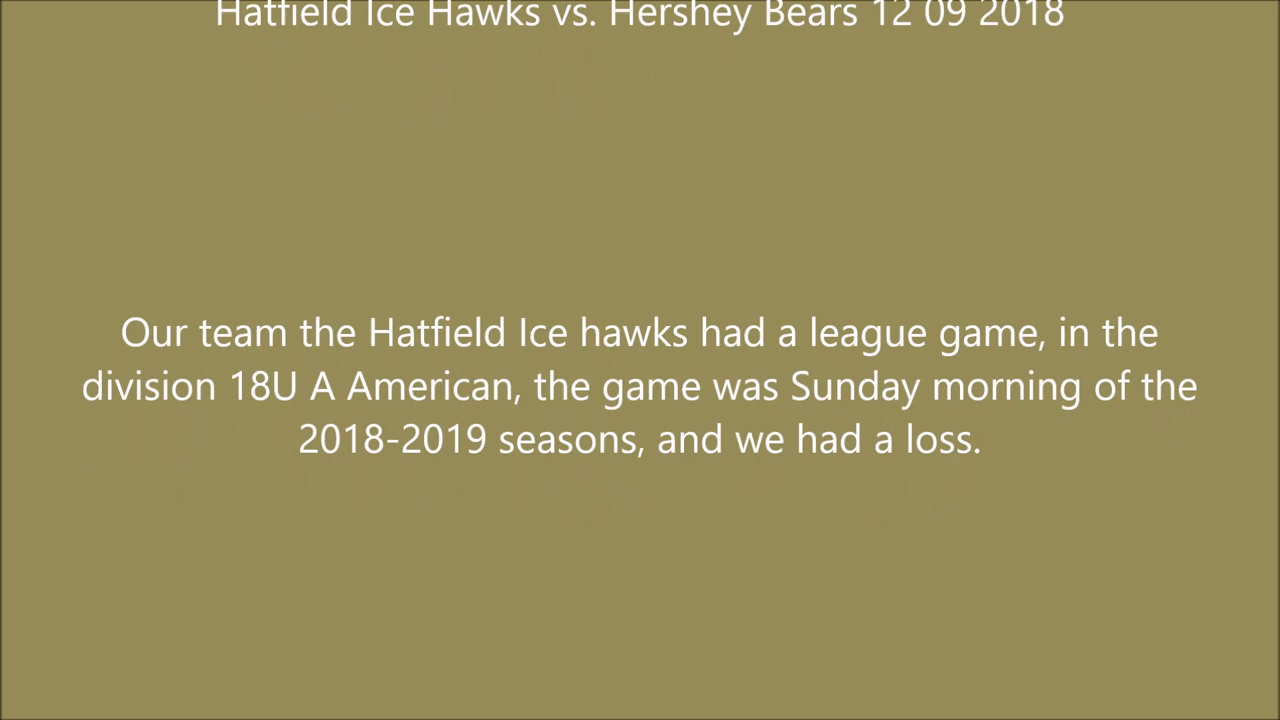 Hatfield Ice Hawks vs. Hershey Bears 12 09 2018
Our team the Hatfield Ice hawks had a league game, in the
division 18U A American, the game was Sunday morning of the
2018-2019 seasons, and we had a loss.